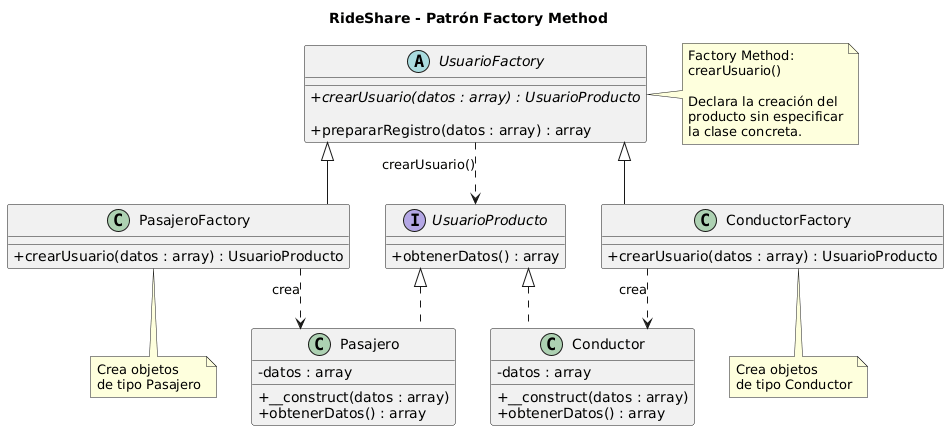 RideShare - Patrón Factory Method
A UsuarioFactory
+crearUsuario(datos : array) : UsuarioProducto
+prepararRegistro(datos : array) : array
Factory Method:
crearUsuario()
Declara la creación del
producto sin especificar
la clase concreta.
crearUsuario()
C PasajeroFactory
+crearUsuario(datos : array) : UsuarioProducto
I UsuarioProducto
+obtenerDatos() : array
C ConductorFactory
+crearUsuario(datos : array) : UsuarioProducto
crea
crea
Crea objetos
de tipo Pasajero
C Pasajero
-datos : array
+__construct(datos : array)
+obtenerDatos() : array
C Conductor
-datos : array
+__construct(datos : array)
+obtenerDatos() : array
Crea objetos
de tipo Conductor